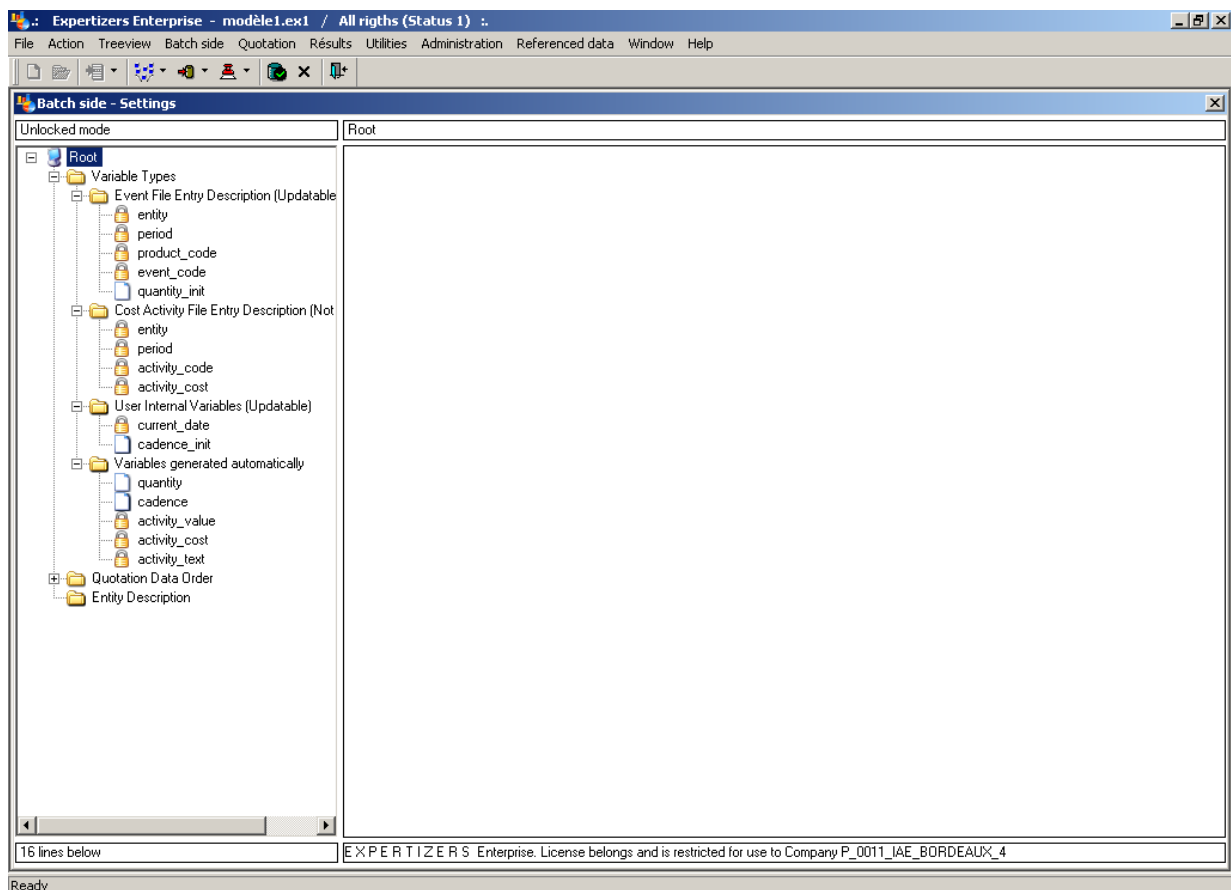 .: Expertizers Enterprise - modèle1.ex1 / All rigths (Status 1) :.
File Action Treeview Batch side Quotation Résults Utilities Administration Referenced data Window Help
Batch side - Settings
Unlocked mode
Root
Root
Variable Types
Event File Entry Description (Updatable
entity
period
product_code
event_code
quantity_init
Cost Activity File Entry Description (Not
entity
period
activity_code
activity_cost
User Internal Variables (Updatable)
current_date
cadence_init
Variables generated automatically
quantity
cadence
activity_value
activity_cost
activity_text
Quotation Data Order
Entity Description
16 lines below
E X P E R T I Z E R S Enterprise. License belongs and is restricted for use to Company P_0011_IAE_BORDEAUX_4
Ready